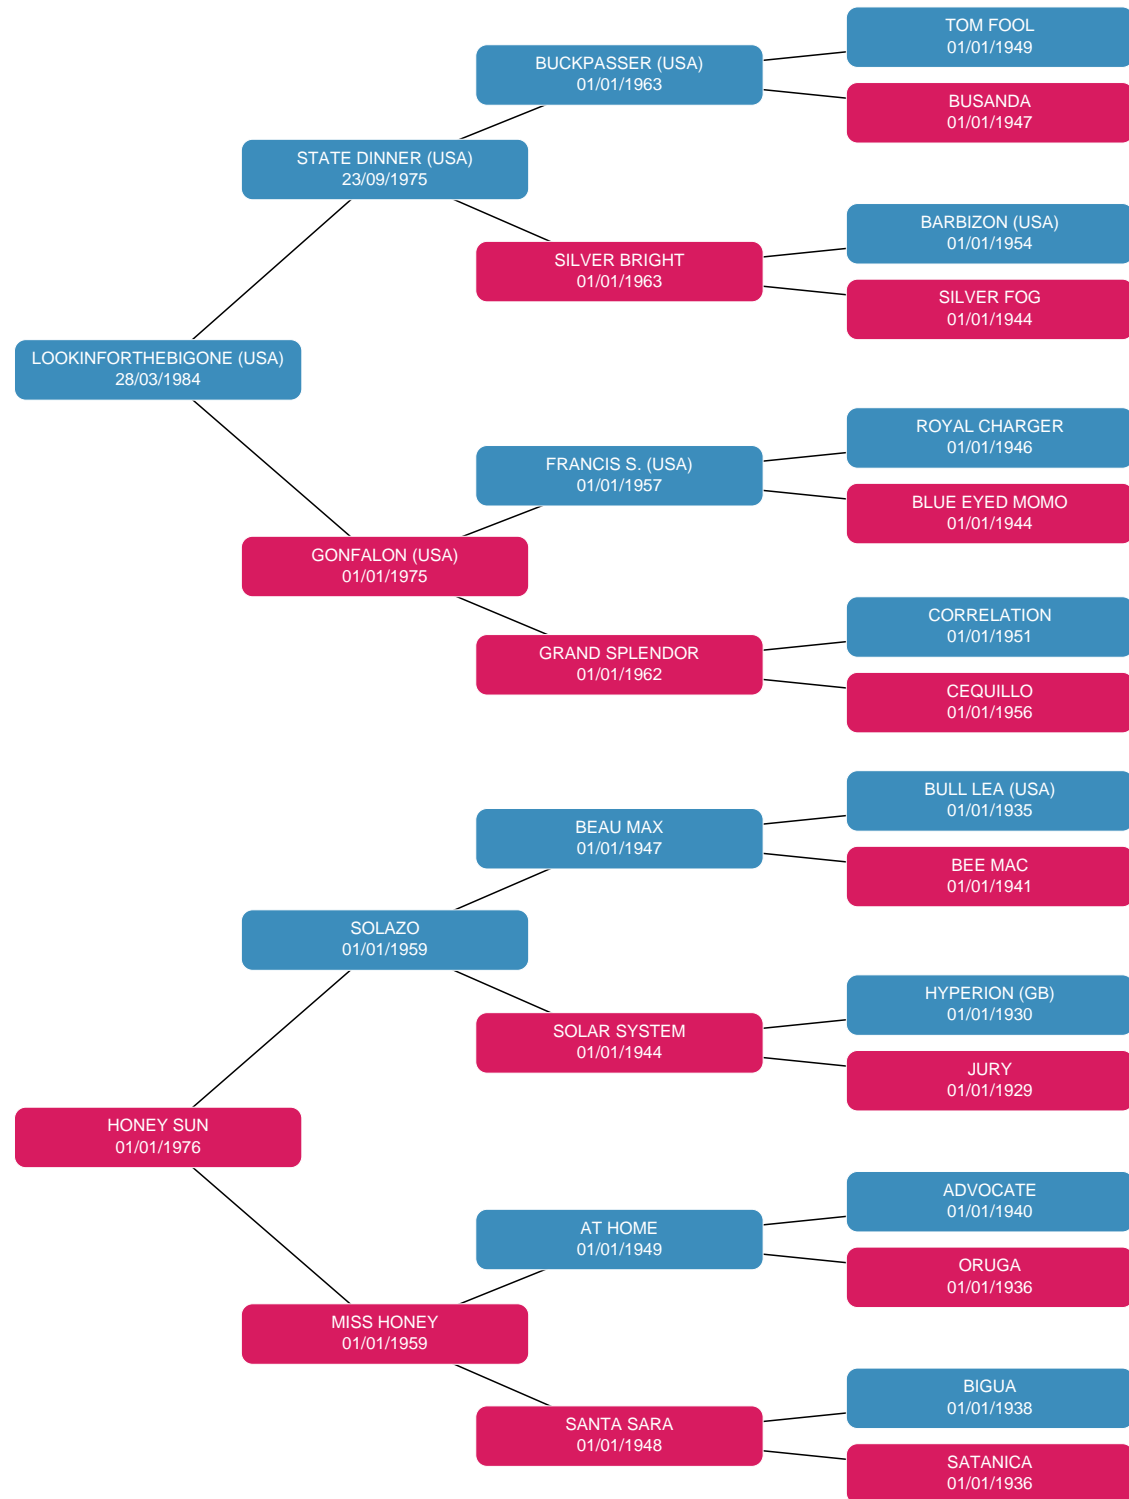 TOM FOOL
01/01/1949
BUCKPASSER (USA)
01/01/1963
BUSANDA
01/01/1947
STATE DINNER (USA)
23/09/1975
BARBIZON (USA)
01/01/1954
SILVER BRIGHT
01/01/1963
SILVER FOG
01/01/1944
LOOKINFORTHEBIGONE (USA)
28/03/1984
ROYAL CHARGER
01/01/1946
FRANCIS S. (USA)
01/01/1957
BLUE EYED MOMO
01/01/1944
GONFALON (USA)
01/01/1975
CORRELATION
01/01/1951
GRAND SPLENDOR
01/01/1962
CEQUILLO
01/01/1956
BULL LEA (USA)
01/01/1935
BEAU MAX
01/01/1947
BEE MAC
01/01/1941
SOLAZO
01/01/1959
HYPERION (GB)
01/01/1930
SOLAR SYSTEM
01/01/1944
JURY
01/01/1929
HONEY SUN
01/01/1976
ADVOCATE
01/01/1940
AT HOME
01/01/1949
ORUGA
01/01/1936
MISS HONEY
01/01/1959
BIGUA
01/01/1938
SANTA SARA
01/01/1948
SATANICA
01/01/1936